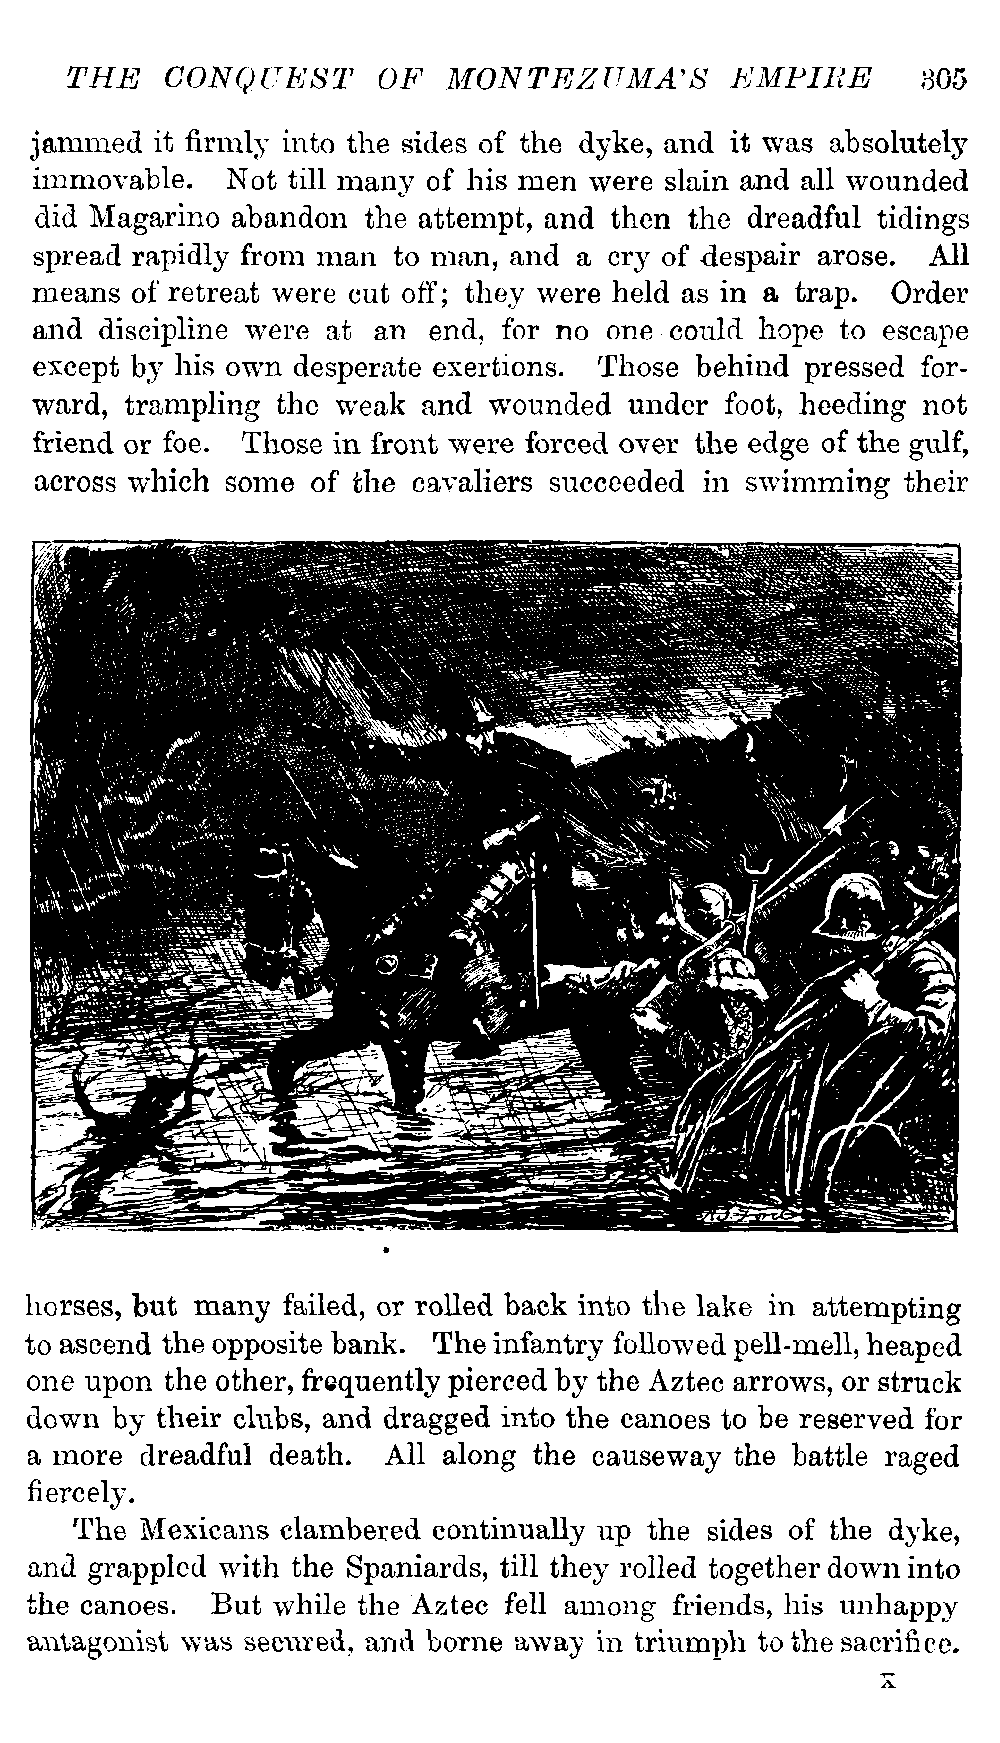 THE CONQUEST OF MONTEZUMA'S EMPIRE 305
jammed it firmly into the sides of the dyke, and it was absolutely
immovable. Not till many of his men were slain and all wounded
did Magarino abandon the attempt, and then the dreadful tidings
spread rapidly from man to man, and a cry of despair arose. All
means of retreat were cut off; they were held as in a trap. Order
and discipline were at an end, for no one could hope to escape
except by his own desperate exertions. Those behind pressed for-
ward, trampling the weak and wounded under foot, heeding not
friend or foe. Those in front were forced over the edge of the gulf,
across which some of the cavaliers succeeded in swimming their
horses, but many failed, or rolled back into the lake in attempting
to ascend the opposite bank. The infantry followed pell-mell, heaped
one upon the other, frequently pierced by the Aztec arrows, or struck
down by their clubs, and dragged into the canoes to be reserved for
a more dreadful death. All along the causeway the battle raged
fiercely.
The Mexicans clambered continually up the sides of the dyke,
and grappled with the Spaniards, till they rolled together down into
the canoes. But while the Aztec fell among friends, his unhappy
antagonist was secured, and borne away in triumph to the sacrifice.
X